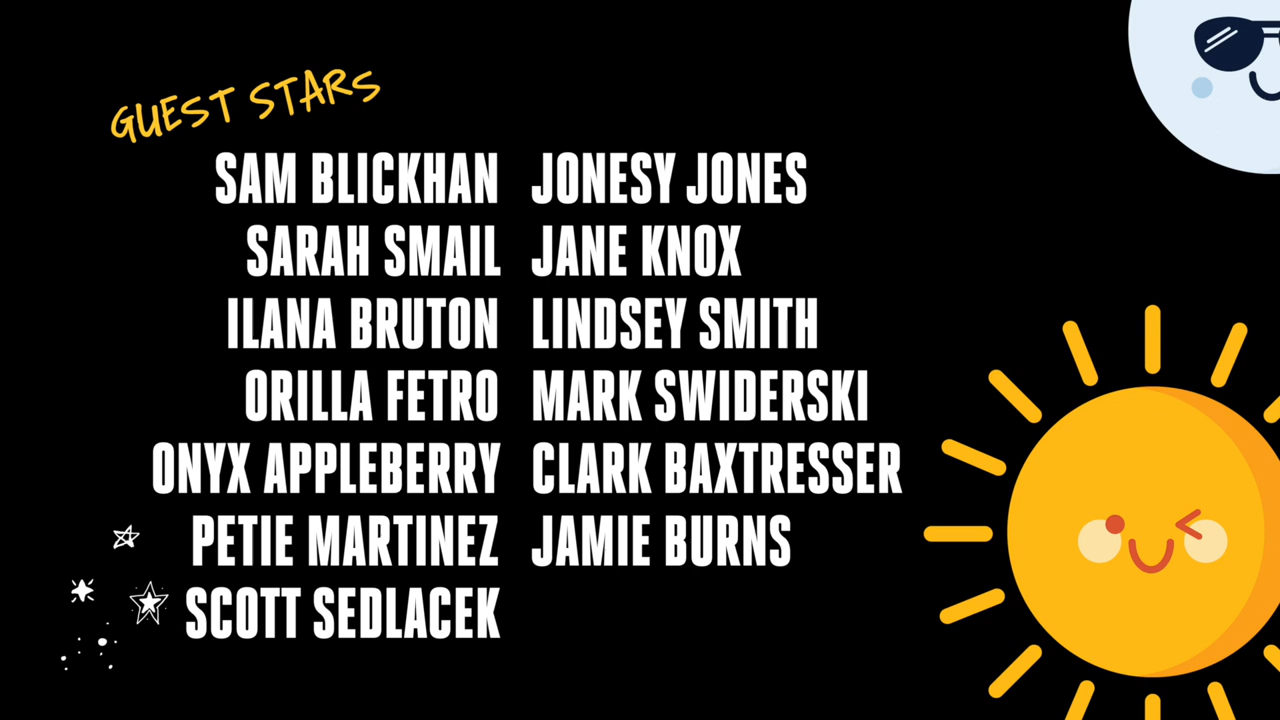 GUEST STARS
SAM BLICKHAN JONESY JONES
SARAH SMAIL JANE KNOX
ILANA BRUTON LINDSEY SMITH
ORILLA FETRO MARK SWIDERSKI
ONYX APPLEBERRY CLARK BAXTRESSER
PETIE MARTINEZ JAMIE BURNS
SCOTT SEDLACEK